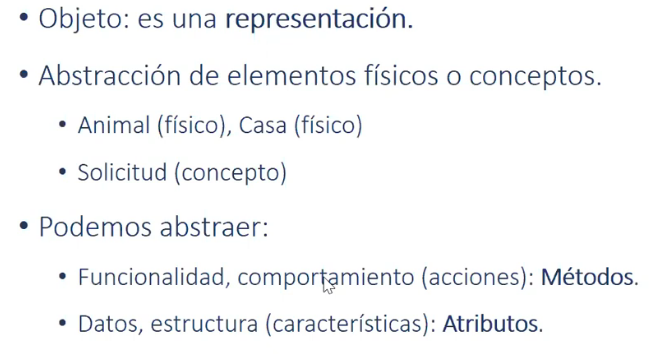 • Objeto: es una representación.
• Abstracción de elementos físicos o conceptos.
• Animal (físico), Casa (físico)
• Solicitud (concepto)
• Podemos abstraer:
• Funcionalidad, comportamiento (acciones): Métodos.
• Datos, estructura (características): Atributos.